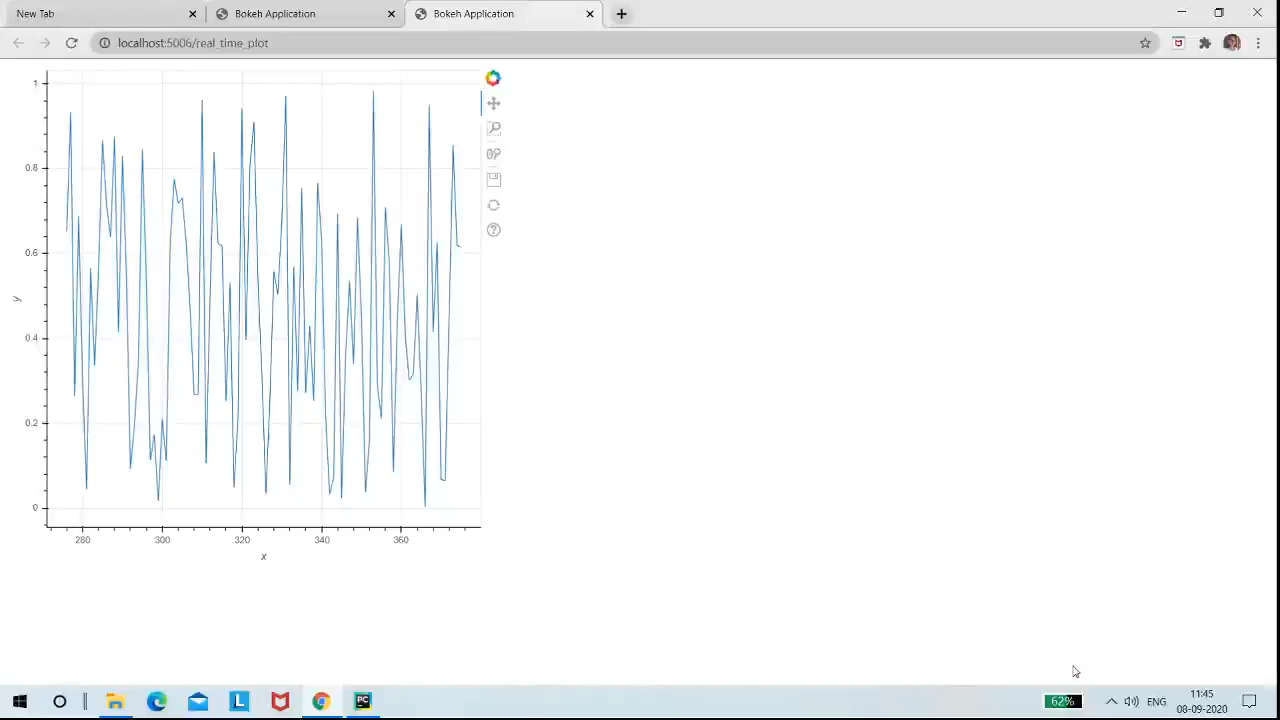 New Tab
Bokeh Application
Bokeh Application
localhost:5006/real_time_plot
1
0.8
0.6
0.4
0.2
0
y
280 300 320 340 360
x
L
PC
62%
ENG
11:45
08-09-2020